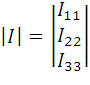 |I| = |I₁₁
I₂₂
I₃₃|